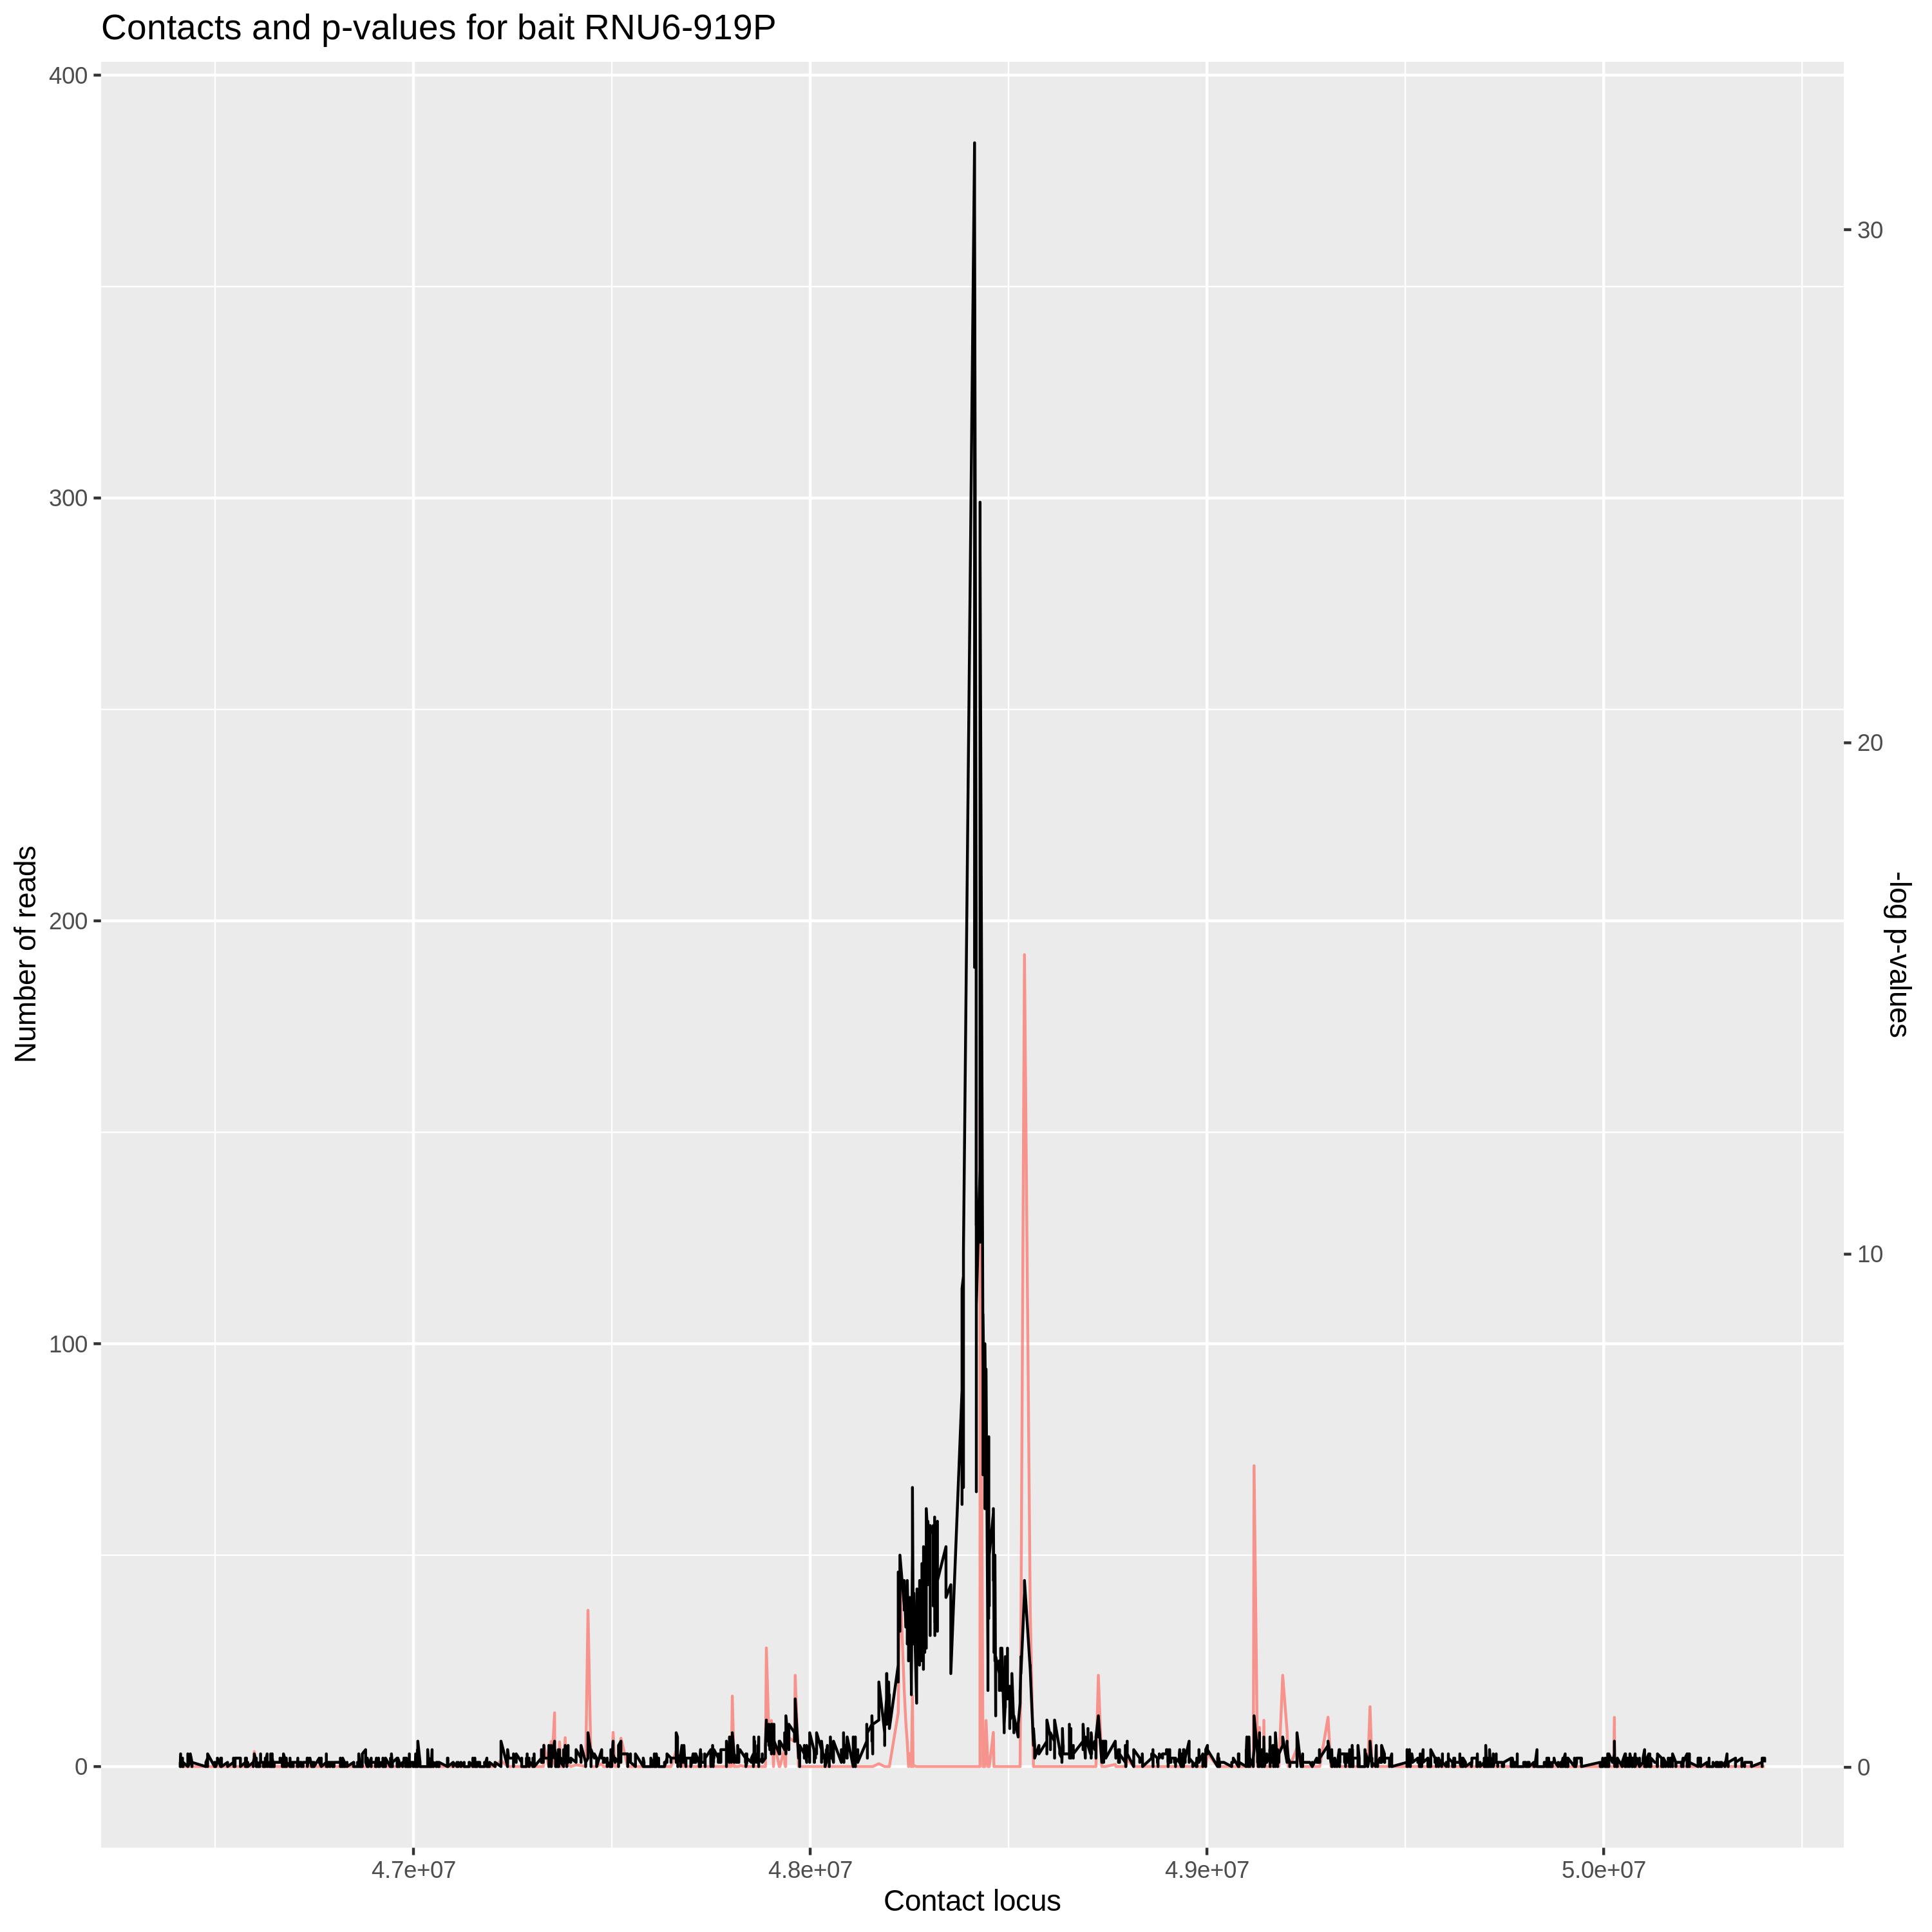 Contacts and p-values for bait RNU6-919P
400
300
200
100
0
30
20
10
0
Number of reads
-log p-values
4.7e+07
4.8e+07
4.9e+07
5.0e+07
Contact locus